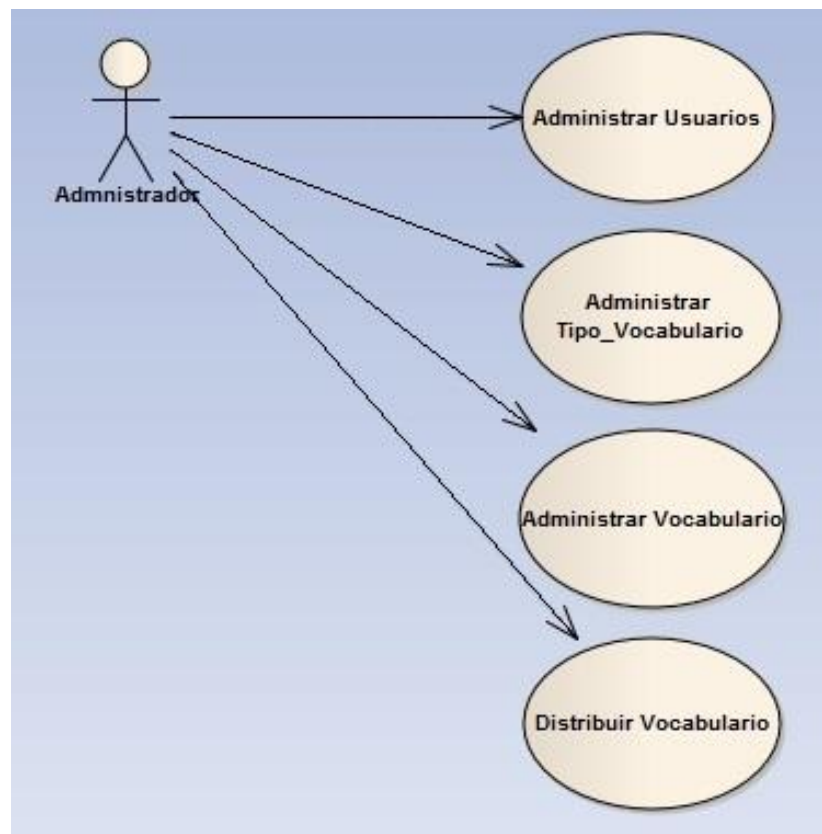 Admnistrador
Administrar Usuarios
Administrar
Tipo_Vocabulario
Administrar Vocabulario
Distribuir Vocabulario